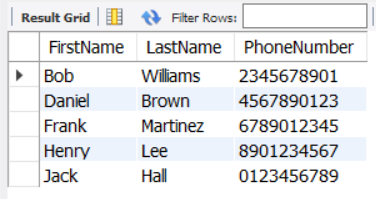 Result Grid Filter Rows:
FirstName LastName PhoneNumber
Bob Williams 2345678901
Daniel Brown 4567890123
Frank Martinez 6789012345
Henry Lee 8901234567
Jack Hall 0123456789